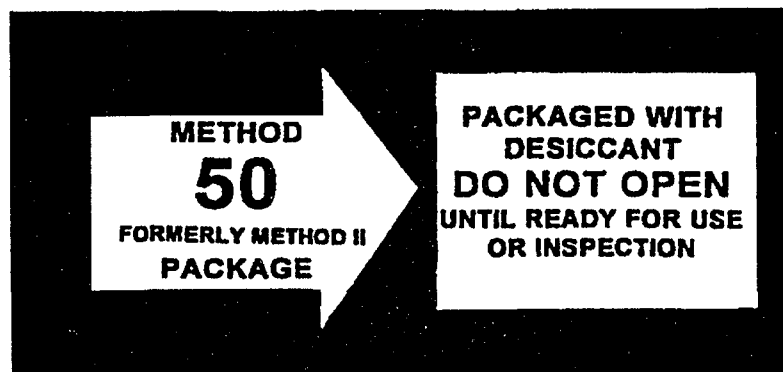 METHOD
50
FORMERLY METHOD II
PACKAGE
PACKAGED WITH
DESICCANT
DO NOT OPEN
UNTIL READY FOR USE
OR INSPECTION